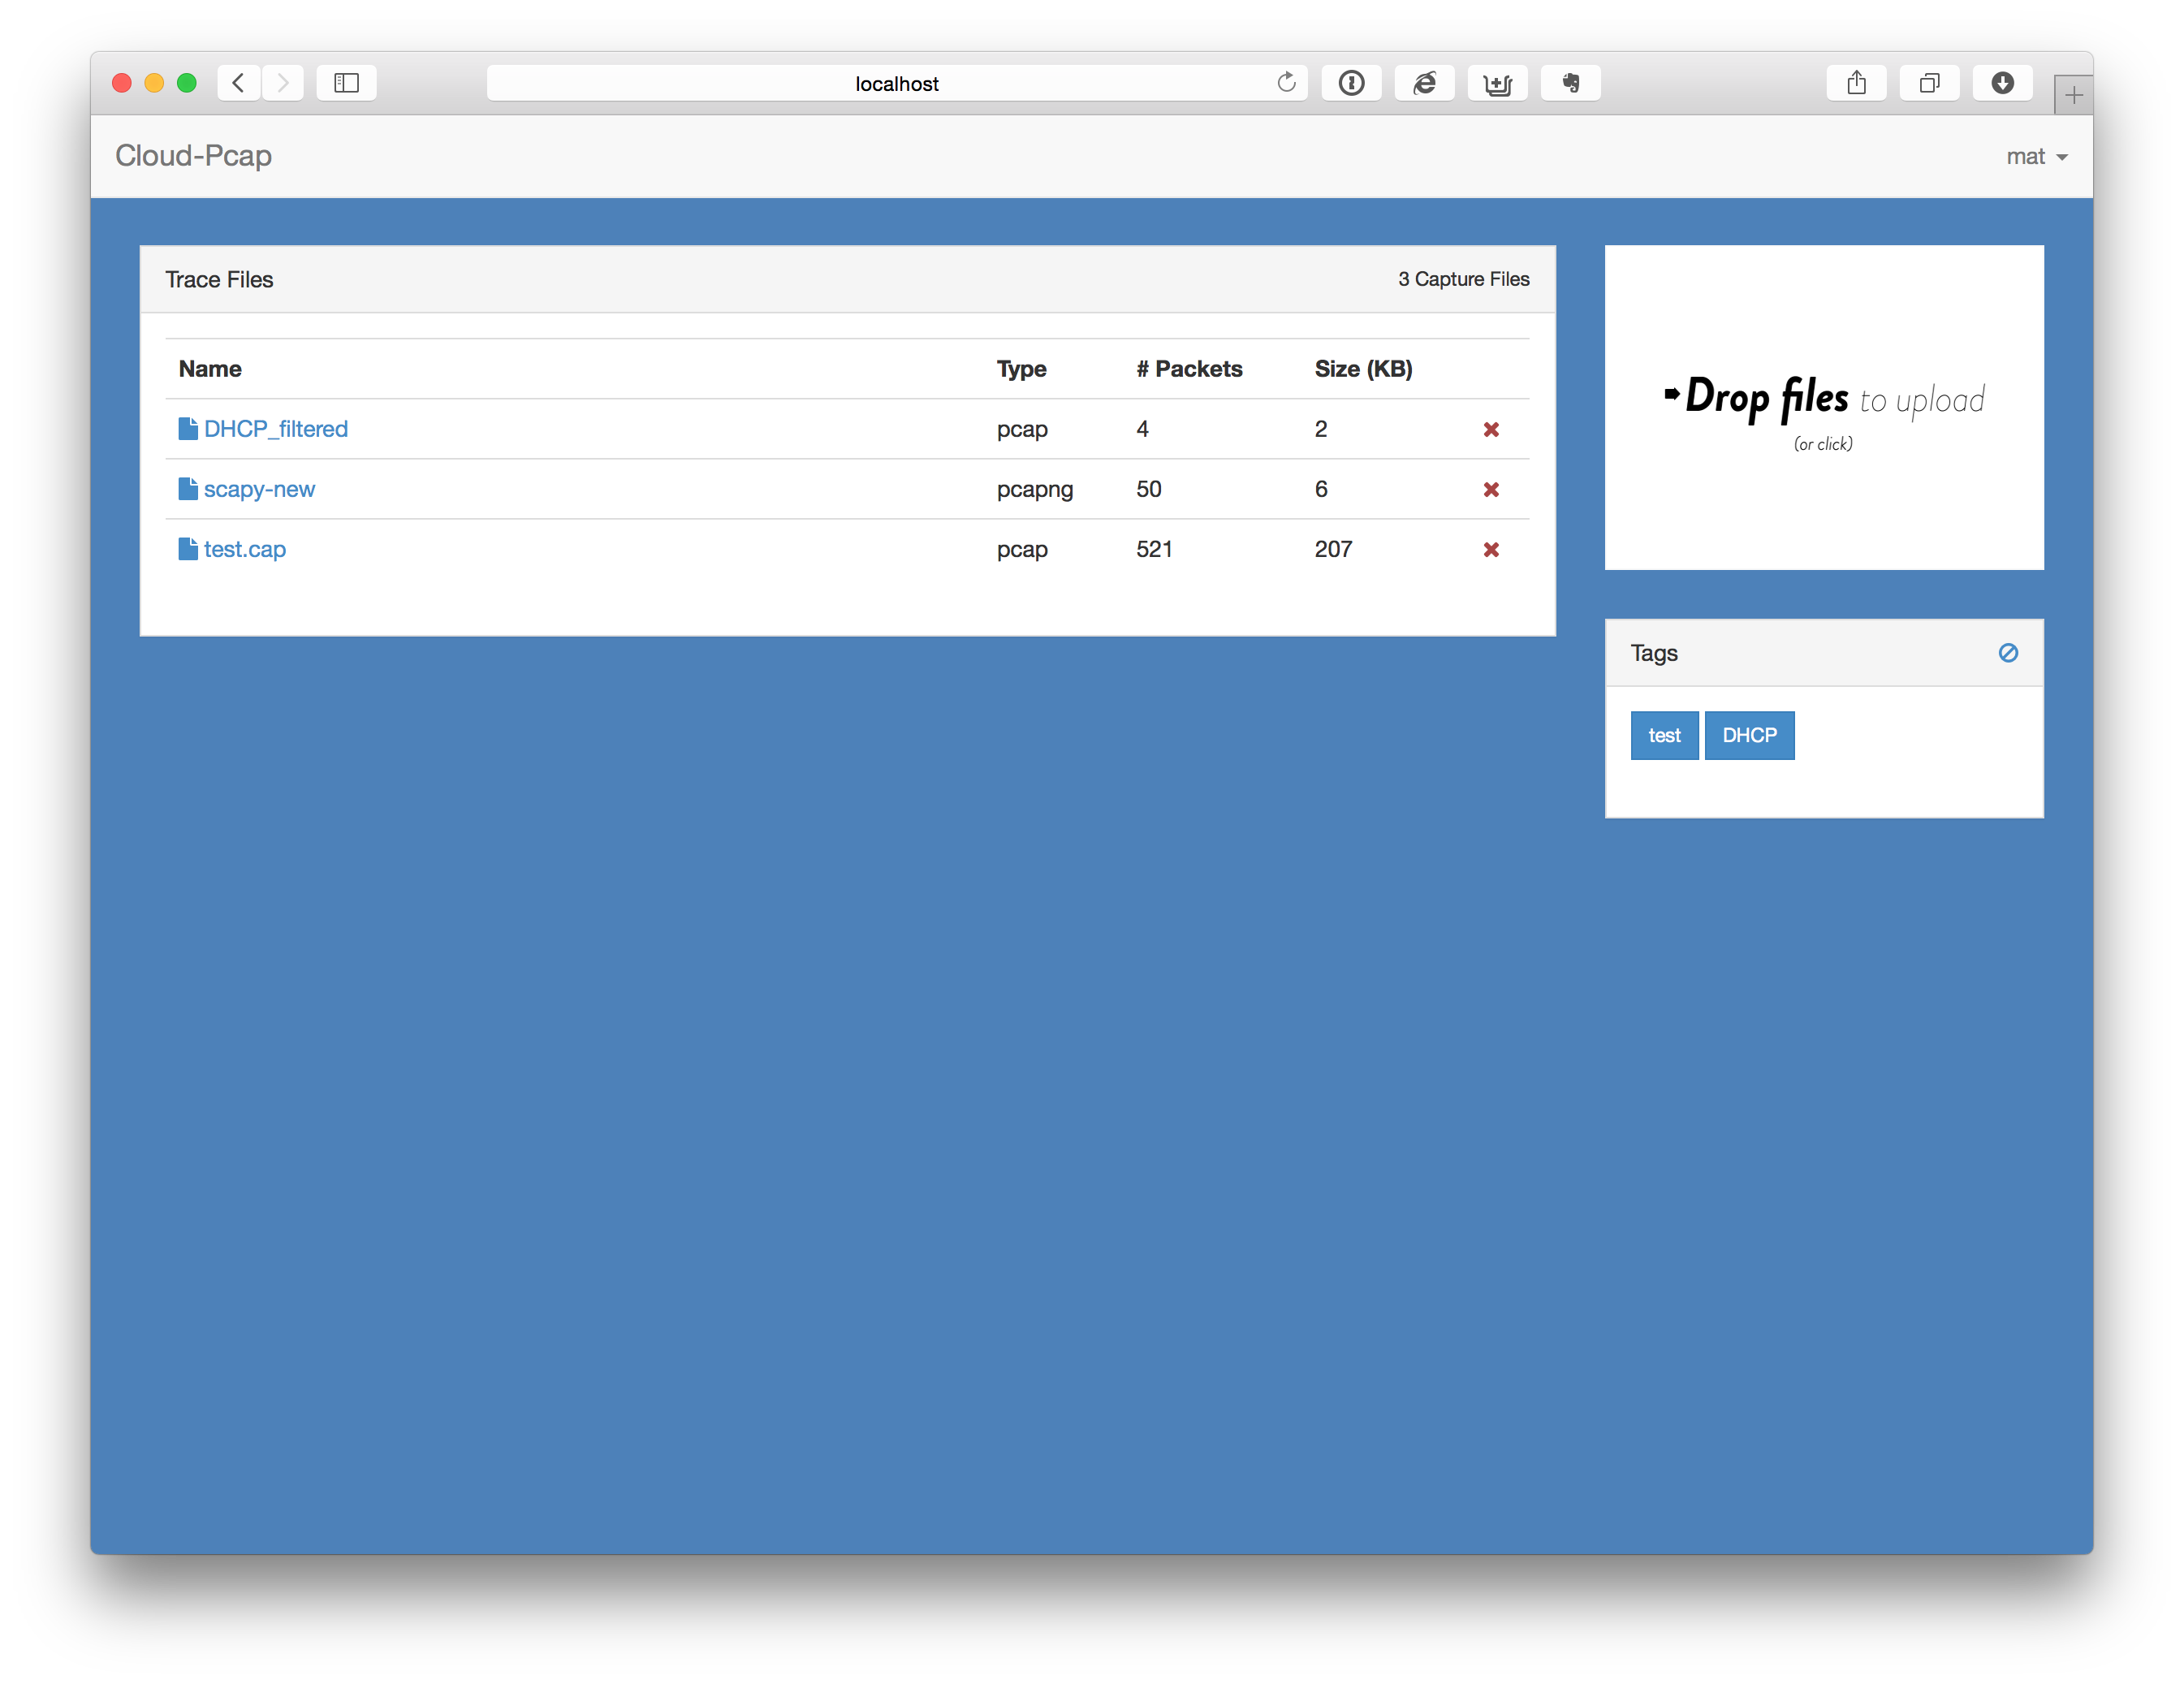 localhost
Cloud-Pcap
mat
Trace Files
3 Capture Files
Name Type # Packets Size (KB)
DHCP_filtered pcap 4 2
scapy-new pcapng 50 6
test.cap pcap 521 207
Drop files to upload
(or click)
Tags
test DHCP